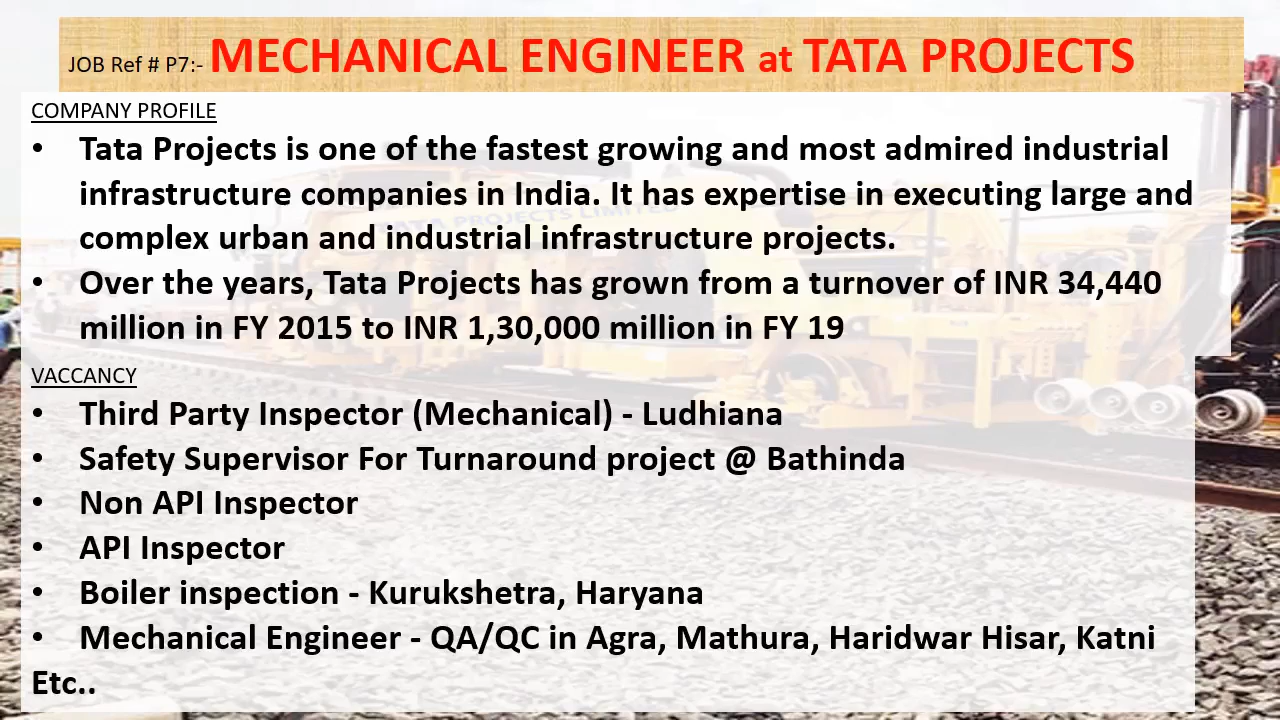 JOB Ref # P7:- MECHANICAL ENGINEER at TATA PROJECTS
COMPANY PROFILE
• Tata Projects is one of the fastest growing and most admired industrial
infrastructure companies in India. It has expertise in executing large and
complex urban and industrial infrastructure projects.
• Over the years, Tata Projects has grown from a turnover of INR 34,440
million in FY 2015 to INR 1,30,000 million in FY 19
TATA PROJECTS LIMITED
VACCANCY
• Third Party Inspector (Mechanical) - Ludhiana
• Safety Supervisor For Turnaround project @ Bathinda
• Non API Inspector
• API Inspector
• Boiler inspection - Kurukshetra, Haryana
• Mechanical Engineer - QA/QC in Agra, Mathura, Haridwar Hisar, Katni
Etc..